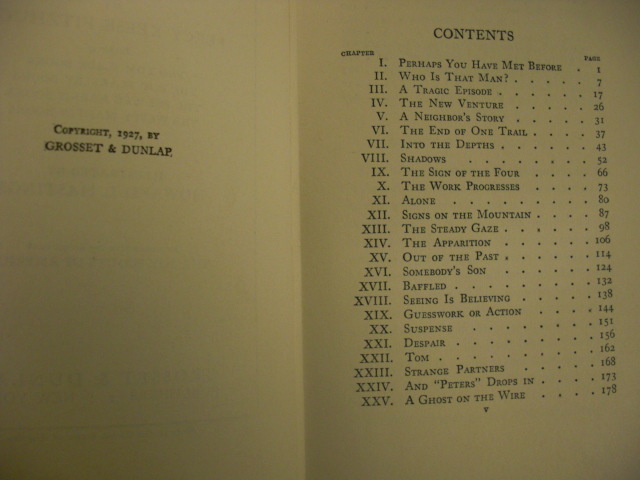 Copyright, 1927, by
GROSSET & DUNLAP
CONTENTS
CHAPTER PAGE
I. Perhaps You Have Met Before . 1
II. Who Is That Man? . . . . . 7
III. A Tragic Episode . . . . . . 17
IV. The New Venture . . . . . 26
V. A Neighbor's Story . . . . . 31
VI. The End of One Trail . . . . 37
VII. Into the Depths . . . . . . 43
VIII. Shadows . . . . . . . 52
IX. The Sign of the Four . . . . 66
X. The Work Progresses . . . . 73
XI. Alone . . . . . . . . 80
XII. Signs on the Mountain . . . . 87
XIII. The Steady Gaze . . . . . . 98
XIV. The Apparition . . . . . . 106
XV. Out of the Past . . . . . . 114
XVI. Somebody's Son . . . . . . 124
XVII. Baffled . . . . . . . . 132
XVIII. Seeing Is Believing . . . . . 138
XIX. Guesswork or Action . . . . 144
XX. Suspense . . . . . . . 151
XXI. Despair . . . . . . . . 156
XXII. Tom . . . . . . . . . 162
XXIII. Strange Partners . . . . . 168
XXIV. And "Peters" Drops in . . . . 173
XXV. A Ghost on the Wire . . . . 178
v